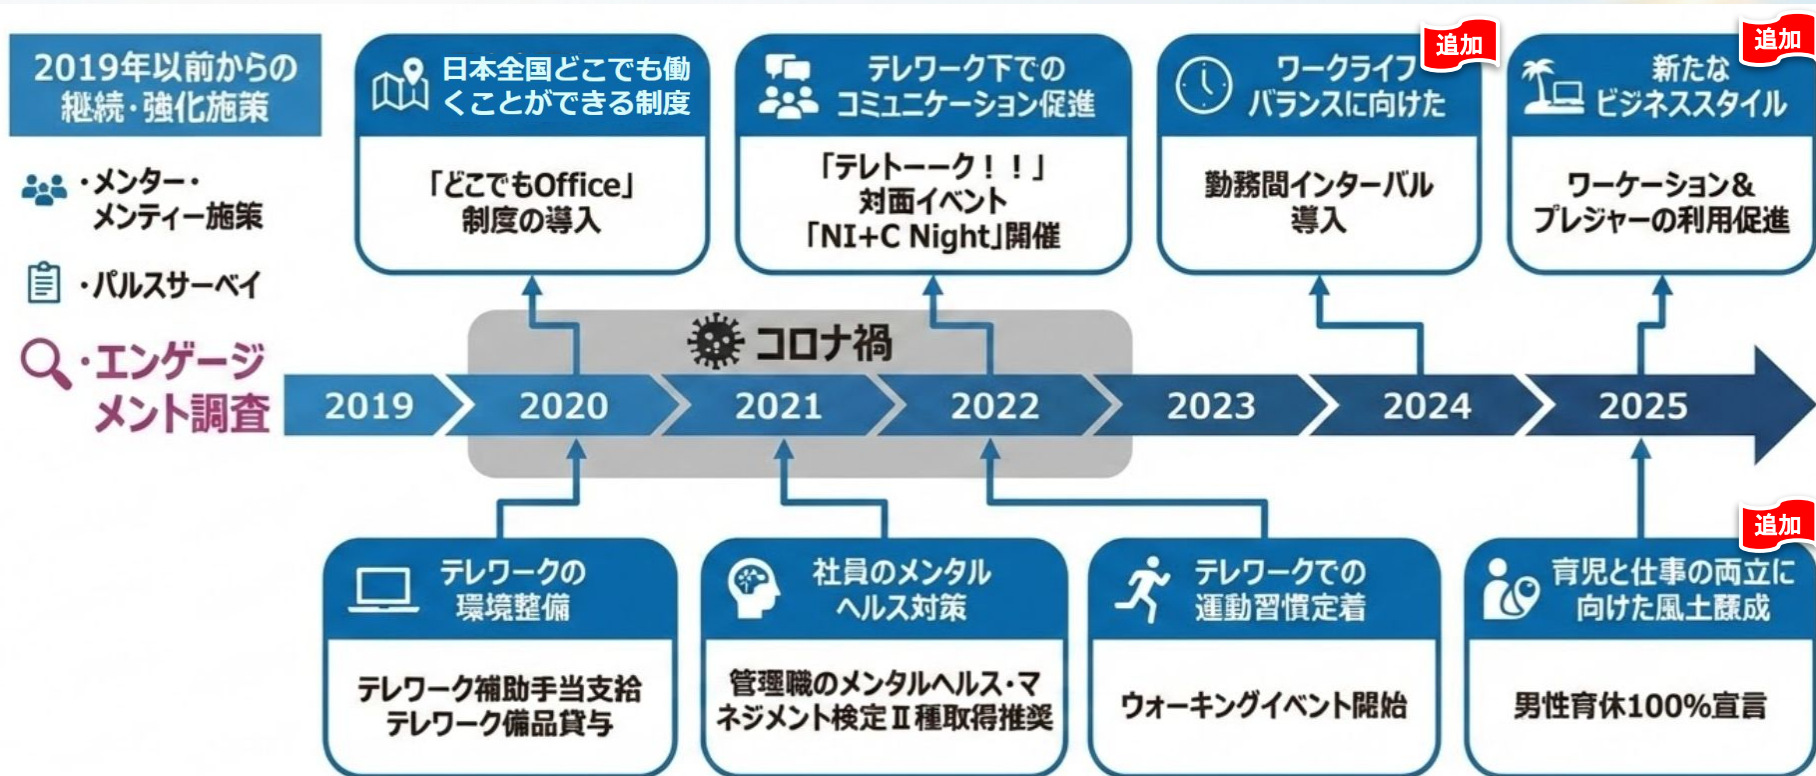 2019年以前からの
継続・強化施策
・メンター・
メンティー施策
・パルスサーベイ
・エンゲージ
メント調査
日本全国どこでも働
くことができる制度
「どこでもOffice」
制度の導入
テレワーク下での
コミュニケーション促進
「テレトーーク！！」
対面イベント
「NI+C Night」開催
追加
ワークライフ
バランスに向けた
勤務間インターバル
導入
追加
新たな
ビジネススタイル
ワーケーション&
プレジャーの利用促進
コロナ禍
2019
2020
2021
2022
2023
2024
2025
テレワークの
環境整備
テレワーク補助手当支給
テレワーク備品貸与
社員のメンタル
ヘルス対策
管理職のメンタルヘルス・マ
ネジメント検定Ⅱ種取得推奨
テレワークでの
運動習慣定着
ウォーキングイベント開始
追加
育児と仕事の両立に
向けた風土醸成
男性育休100%宣言